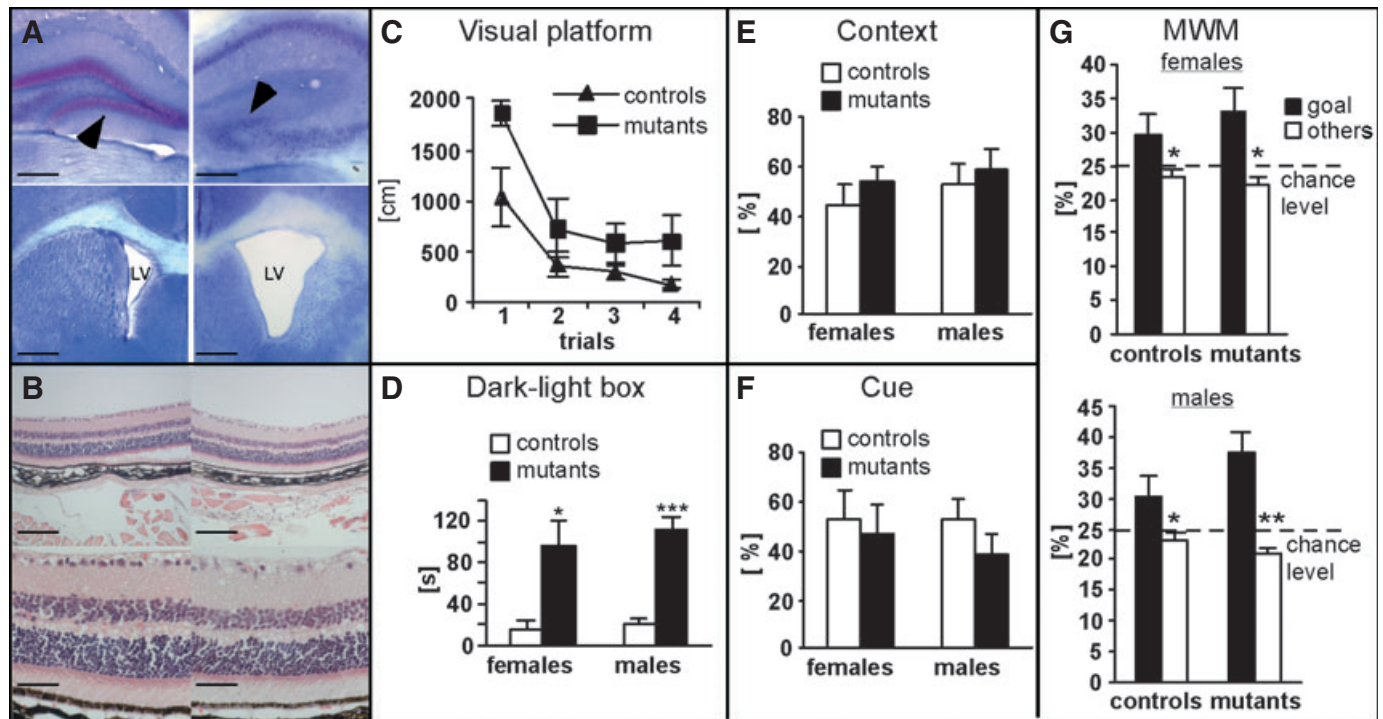 A
LV
LV
B
C
Visual platform
controls
mutants
[cm]
2000
1500
1000
500
0
1 2 3 4
trials
D
Dark-light box
controls
mutants
[s]
120
80
40
0
* ***
females males
E
Context
controls
mutants
[%]
80
60
40
20
0
females males
F
Cue
controls
mutants
[%]
80
60
40
20
0
females males
G
MWM
females
goal
others
[%]
40
35
30
25
20
15
10
5
0
* *
chance
level
controls mutants
males
[%]
45
40
35
30
25
20
15
10
5
0
* **
chance
level
controls mutants